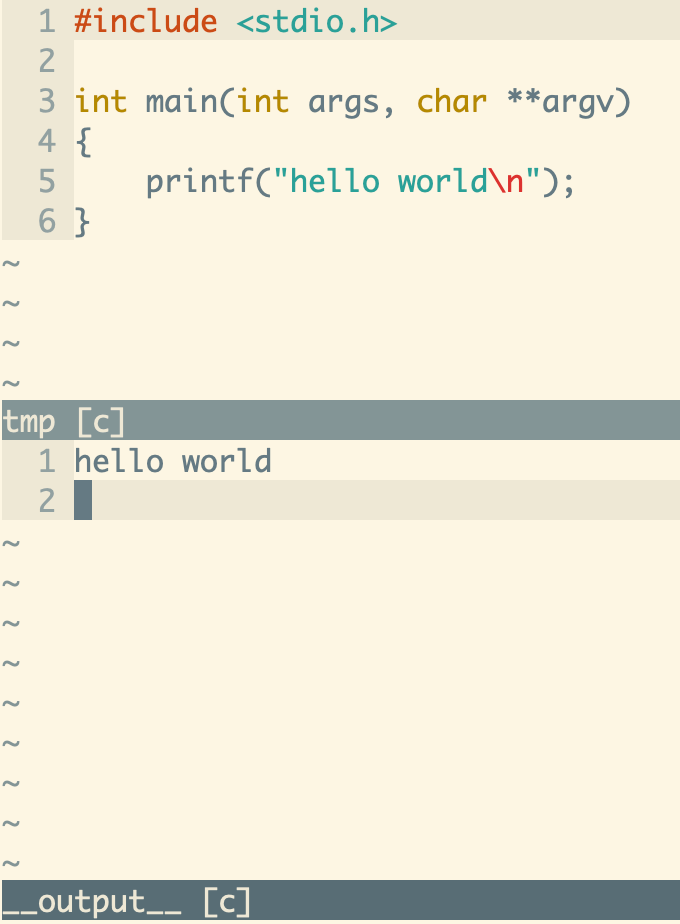 1 #include <stdio.h>
2
3 int main(int args, char **argv)
4 {
5     printf("hello world\n");
6 }
~
~
~
~
tmp [c]
1 hello world
2
~
~
~
~
~
~
~
~
~
__output__ [c]